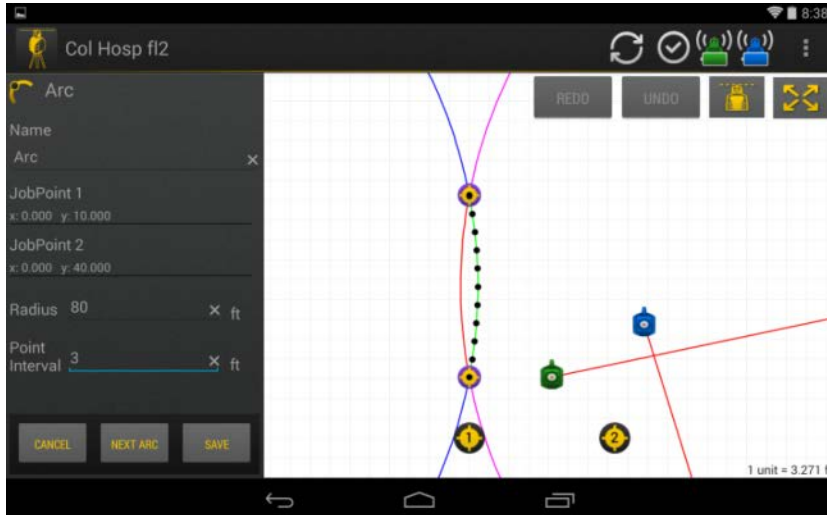 8:38
Col Hosp fl2
Arc
Name
Arc
JobPoint 1
x: 0.000 y: 10.000
JobPoint 2
x: 0.000 y: 40.000
Radius 80 ft
Point
Interval 3 ft
CANCEL NEXT ARC SAVE
REDO UNDO
1 2
1 unit = 3.271 f